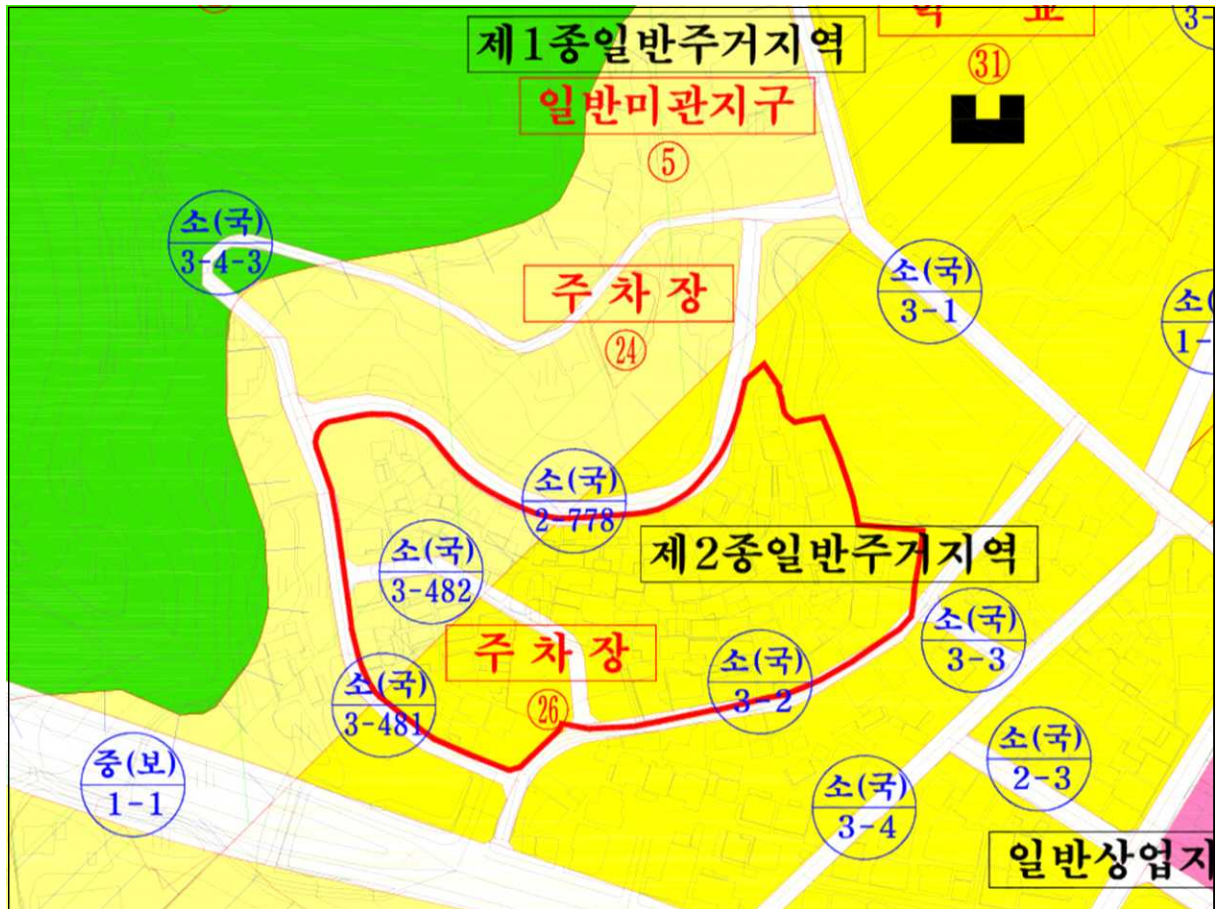 학 교
제1종일반주거지역
31
일반미관지구
5
소(국)
3-4-3
주 차 장
24
소(국)
3-1
소(
1-
소(국)
2-778
제2종일반주거지역
소(국)
3-482
소(국)
3-3
주 차 장
26
소(국)
3-2
소(국)
3-481
중(보)
1-1
소(국)
2-3
소(국)
3-4
일반상업지
3-